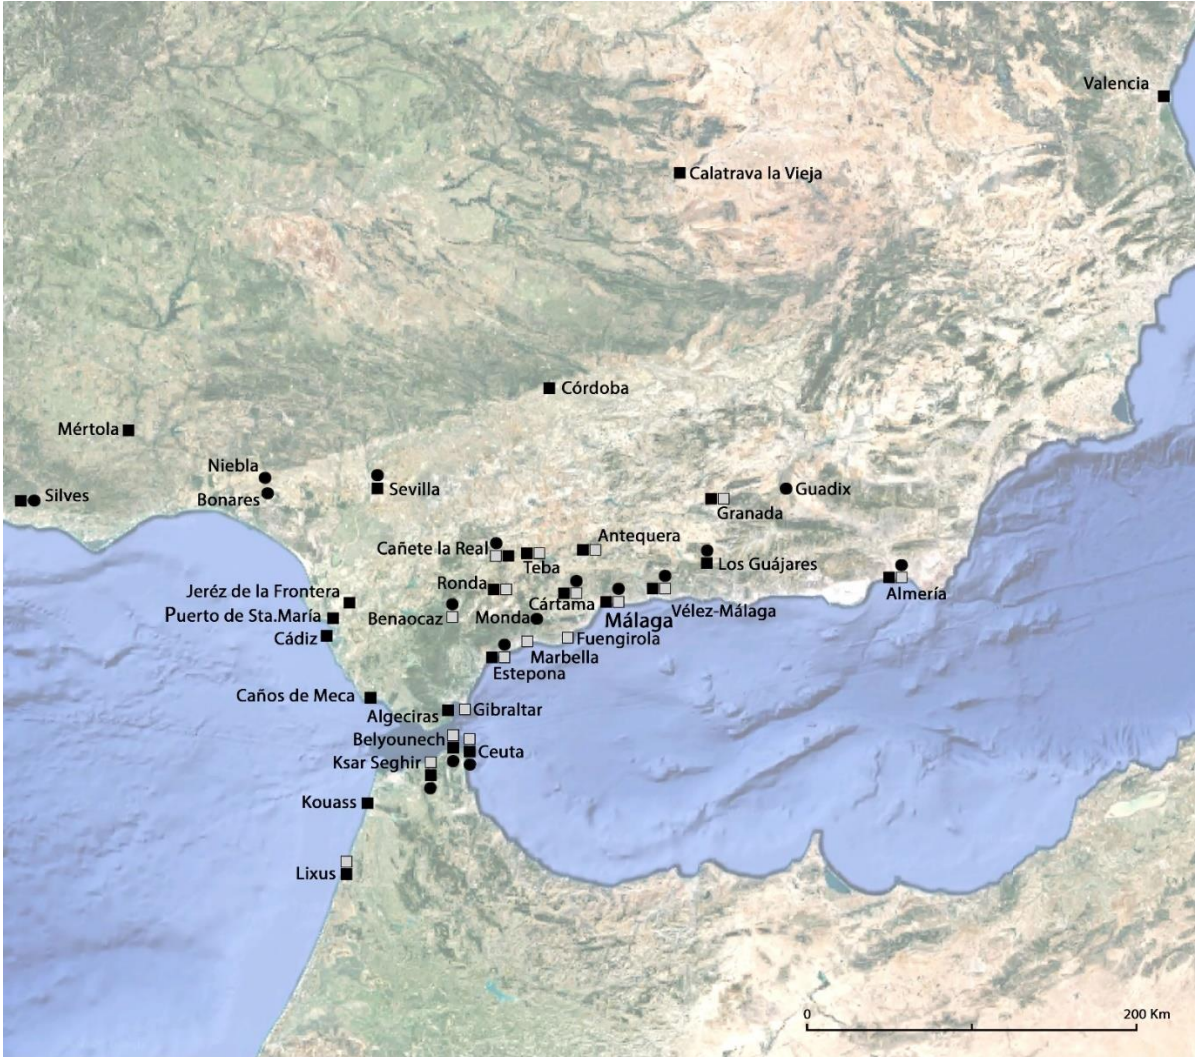 Valencia
Calatrava la Vieja
Córdoba
Mértola
Niebla
Silves
Bonares
Sevilla
Guadix
Granada
Cañete la Real
Antequera
Teba
Los Guájares
Ronda
Jeréz de la Frontera
Almería
Cártama
Puerto de Sta.María
Benaocaz
Monda
Málaga
Vélez-Málaga
Cádiz
Fuengirola
Marbella
Estepona
Caños de Meca
Algeciras
Gibraltar
Belyounech
Ceuta
Ksar Seghir
Kouass
Lixus
0
200 Km